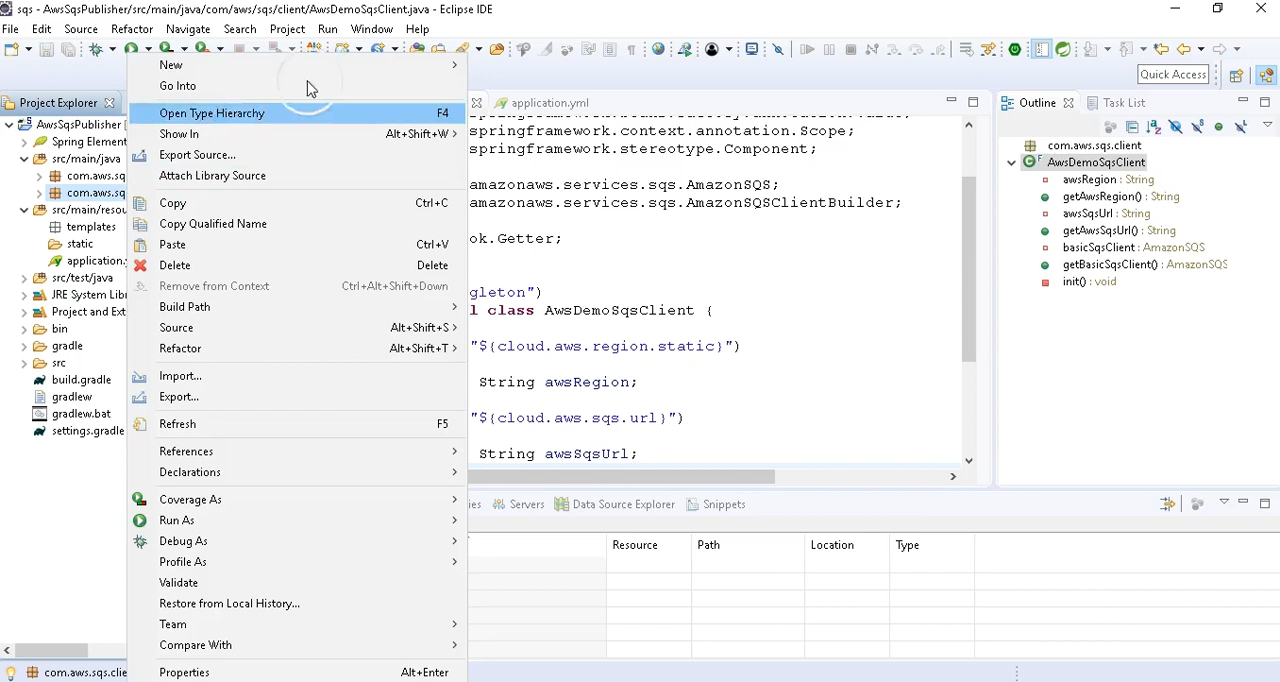 sqs - AwsSqsPublisher/src/main/java/com/aws/sqs/client/AwsDemoSqsClient.java - Eclipse IDE
File Edit Source Refactor Navigate Search Project Run Window Help
Quick Access
Project Explorer
AwsSqsPublisher [
Spring Element
src/main/java
com.aws.sq
com.aws.sq
src/main/resou
templates
static
application.
src/test/java
JRE System Libr
Project and Ext
bin
gradle
src
build.gradle
gradlew
gradlew.bat
settings.gradle
New
Go Into
Open Type Hierarchy F4
Show In Alt+Shift+W
Export Source...
Attach Library Source
Copy Ctrl+C
Copy Qualified Name
Paste Ctrl+V
Delete Delete
Remove from Context Ctrl+Alt+Shift+Down
Build Path
Source Alt+Shift+S
Refactor Alt+Shift+T
Import...
Export...
Refresh F5
References
Declarations
Coverage As
Run As
Debug As
Profile As
Validate
Restore from Local History...
Team
Compare With
Properties Alt+Enter
application.yml
springframework.context.annotation.Scope;
springframework.stereotype.Component;
amazonaws.services.sqs.AmazonSQS;
amazonaws.services.sqs.AmazonSQSClientBuilder;
ok.Getter;
gleton")
l class AwsDemoSqsClient {
"${cloud.aws.region.static}")
String awsRegion;
"${cloud.aws.sqs.url}")
String awsSqsUrl;
Outline Task List
com.aws.sqs.client
AwsDemoSqsClient
awsRegion : String
getAwsRegion() : String
awsSqsUrl : String
getAwsSqsUrl() : String
basicSqsClient : AmazonSQS
getBasicSqsClient() : AmazonSQS
init() : void
ies Servers Data Source Explorer Snippets
Resource Path Location Type
com.aws.sqs.clie